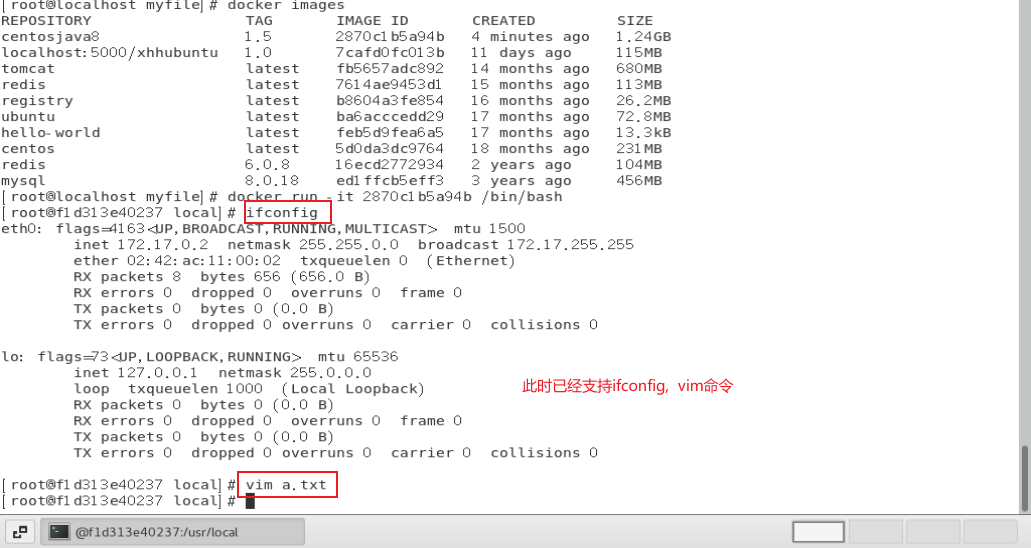 [root@localhost myfile]# docker images
REPOSITORY TAG IMAGE ID CREATED SIZE
centosjava8 1.5 2870c1b5a94b 4 minutes ago 1.24GB
localhost:5000/xhhubuntu 1.0 7cafd0fc013b 11 days ago 115MB
tomcat latest fb5657adc892 14 months ago 680MB
redis latest 7614ae9453d1 15 months ago 113MB
registry latest b8604a3fe854 16 months ago 26.2MB
ubuntu latest ba6acccedd29 17 months ago 72.8MB
hello-world latest feb5d9fea6a5 17 months ago 13.3kB
centos latest 5d0da3dc9764 18 months ago 231MB
redis 6.0.8 16ecd2772934 2 years ago 104MB
mysql 8.0.18 ed1ffcb5eff3 3 years ago 456MB
[root@localhost myfile]# docker run -it 2870c1b5a94b /bin/bash
[root@f1d313e40237 local]# ifconfig
eth0: flags=4163<UP,BROADCAST,RUNNING,MULTICAST> mtu 1500
inet 172.17.0.2 netmask 255.255.0.0 broadcast 172.17.255.255
ether 02:42:ac:11:00:02 txqueuelen 0 (Ethernet)
RX packets 8 bytes 656 (656.0 B)
RX errors 0 dropped 0 overruns 0 frame 0
TX packets 0 bytes 0 (0.0 B)
TX errors 0 dropped 0 overruns 0 carrier 0 collisions 0
lo: flags=73<UP,LOOPBACK,RUNNING> mtu 65536
inet 127.0.0.1 netmask 255.0.0.0
loop txqueuelen 1000 (Local Loopback)
此时已经支持ifconfig, vim命令
RX packets 0 bytes 0 (0.0 B)
RX errors 0 dropped 0 overruns 0 frame 0
TX packets 0 bytes 0 (0.0 B)
TX errors 0 dropped 0 overruns 0 carrier 0 collisions 0
[root@f1d313e40237 local]# vim a.txt
[root@f1d313e40237 local]#
@f1d313e40237:/usr/local